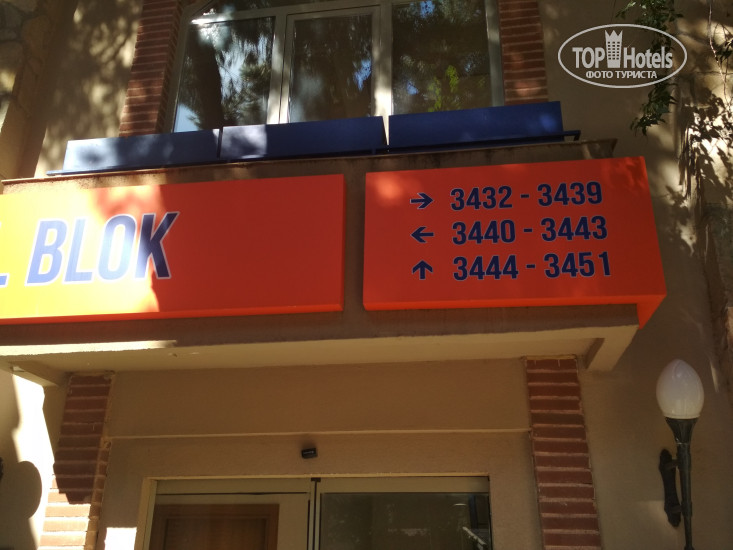 . BLOK
→ 3432 - 3439
← 3440 - 3443
↑ 3444 - 3451
TOP Hotels
ФОТО ТУРИСТА